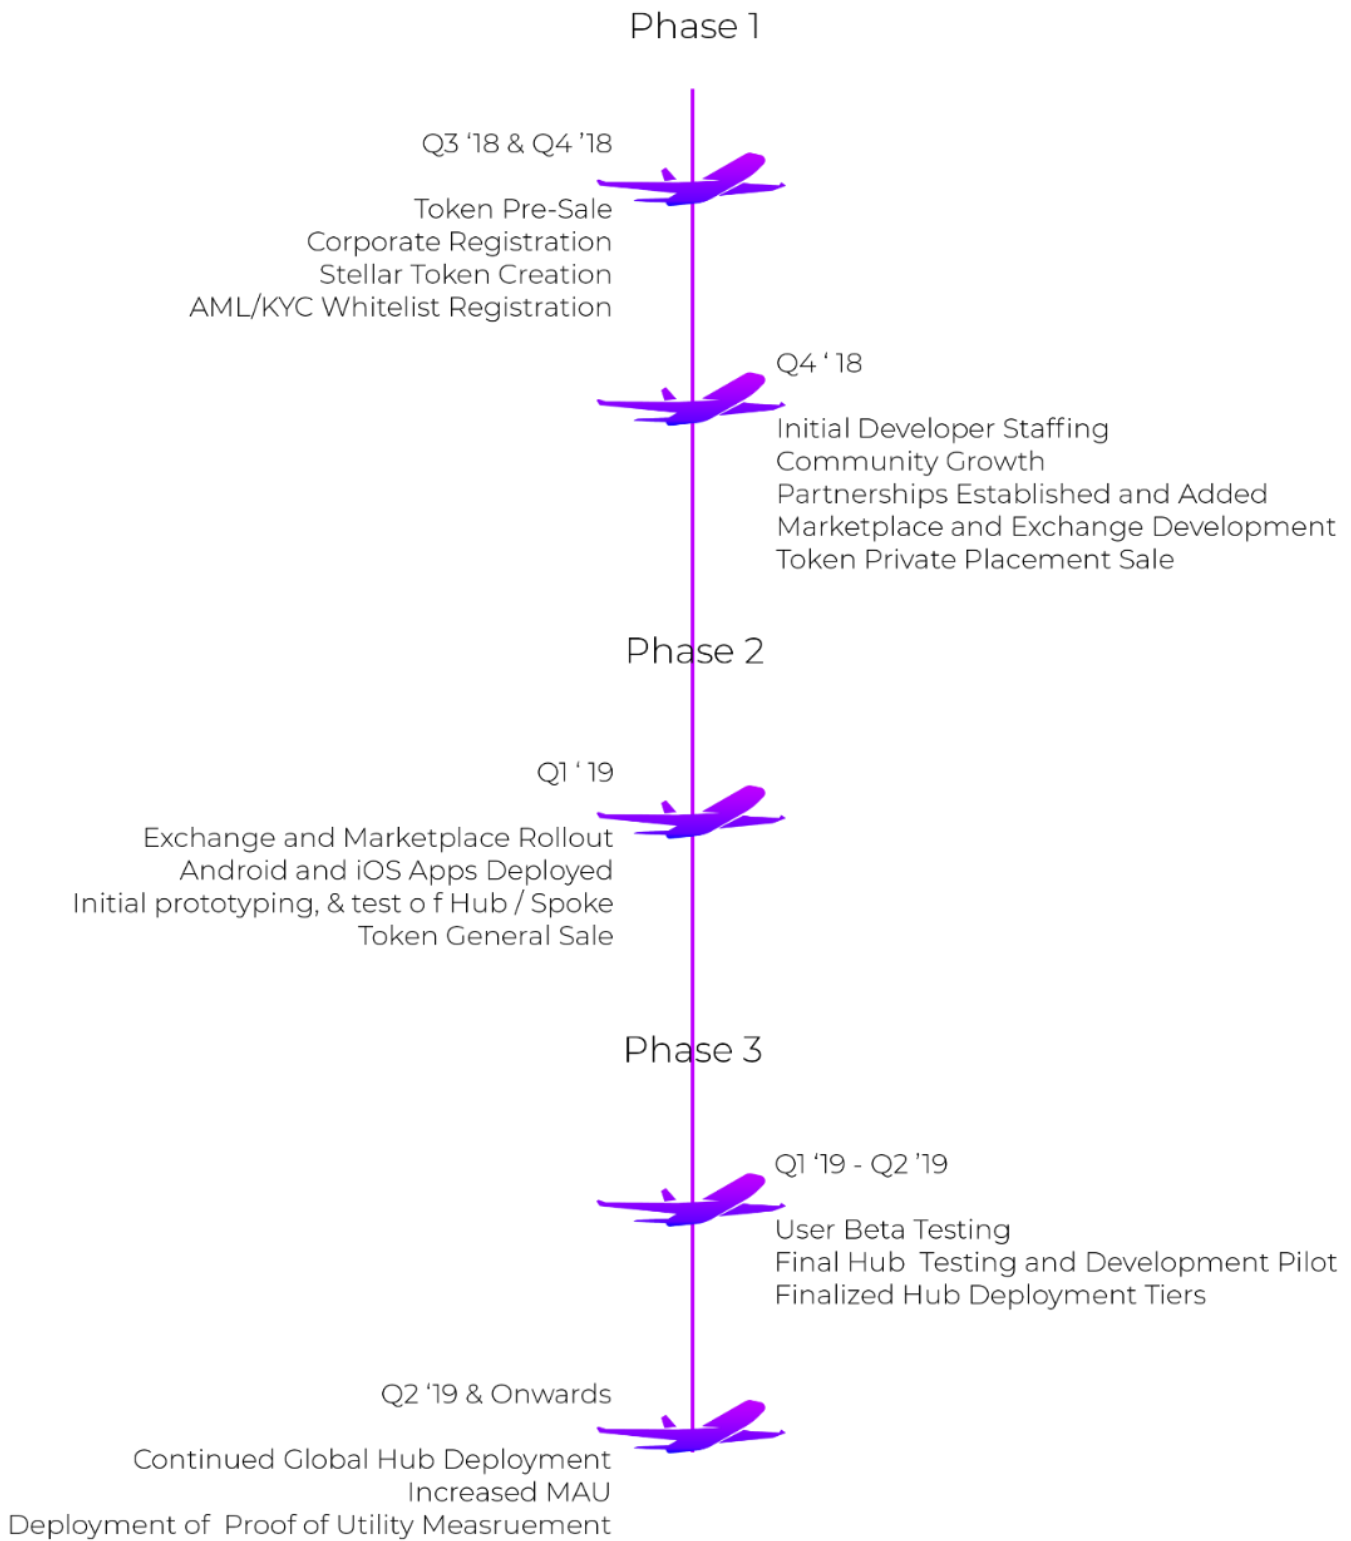 Phase 1
Q3 ‘18 & Q4 ’18
Token Pre-Sale
Corporate Registration
Stellar Token Creation
AML/KYC Whitelist Registration
Q4 ‘ 18
Initial Developer Staffing
Community Growth
Partnerships Established and Added
Marketplace and Exchange Development
Token Private Placement Sale
Phase 2
Q1 ‘ 19
Exchange and Marketplace Rollout
Android and iOS Apps Deployed
Initial prototyping, & test o f Hub / Spoke
Token General Sale
Phase 3
Q1 ‘19 - Q2 ’19
User Beta Testing
Final Hub  Testing and Development Pilot
Finalized Hub Deployment Tiers
Q2 ‘19 & Onwards
Continued Global Hub Deployment
Increased MAU
Deployment of  Proof of Utility Measruement